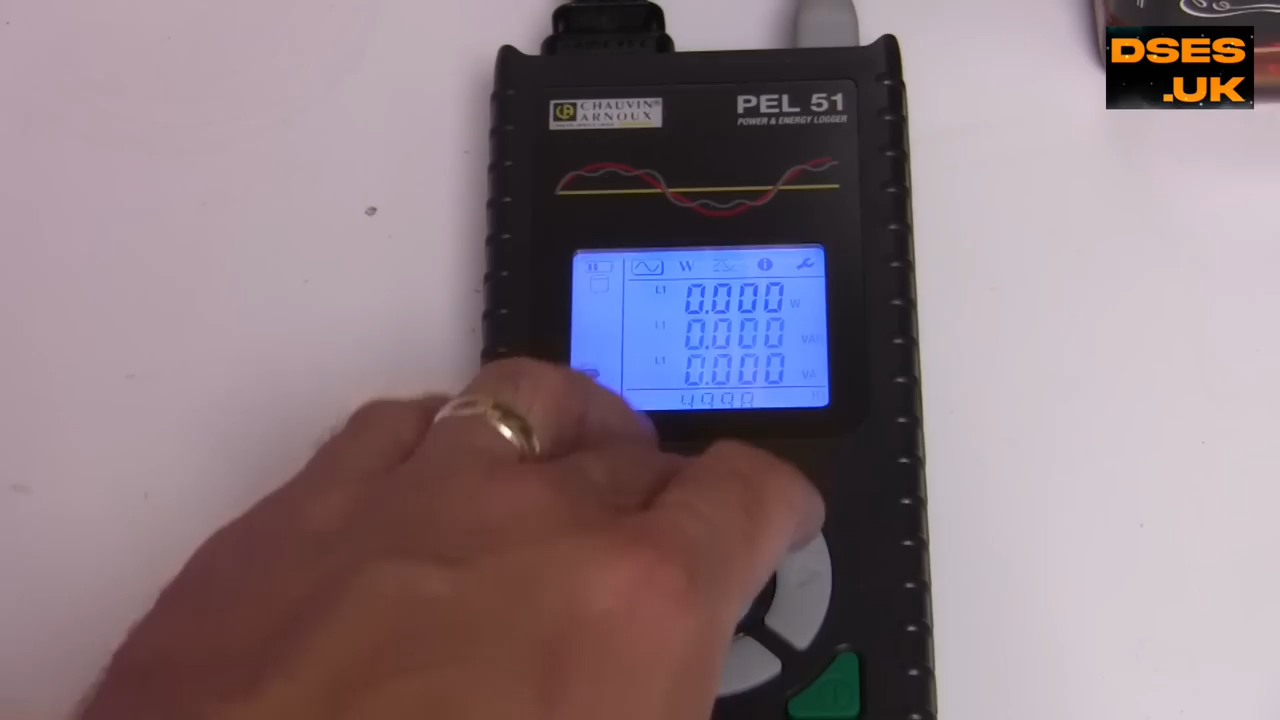 DSES
.UK
CHAUVIN®
ARNOUX
PEL 51
POWER & ENERGY LOGGER
W
L1 0.000 W
L1 0.000 VAR
L1 0.000 VA